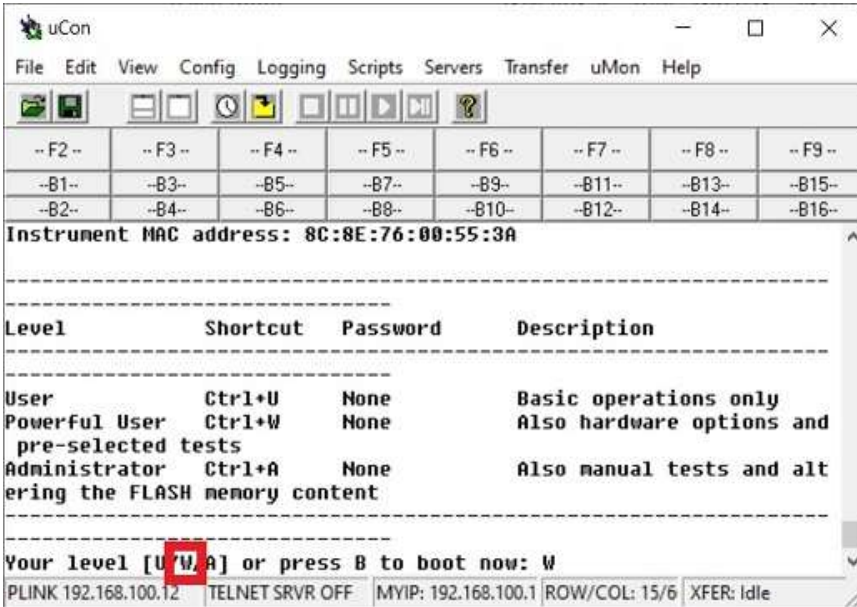 uCon
File Edit View Config Logging Scripts Servers Transfer uMon Help
-- F2 -- -- F3 -- -- F4 -- -- F5 -- -- F6 -- -- F7 -- -- F8 -- -- F9 --
--B1-- --B3-- --B5-- --B7-- --B9-- --B11-- --B13-- --B15--
--B2-- --B4-- --B6-- --B8-- --B10-- --B12-- --B14-- --B16--
Instrument MAC address: 8C:8E:76:00:55:3A
--------------------------------------------------------------------------------
------------------------------
Level Shortcut Password Description
--------------------------------------------------------------------------------
------------------------------
User Ctrl+U None Basic operations only
Powerful User Ctrl+W None Also hardware options and
pre-selected tests
Administrator Ctrl+A None Also manual tests and alt
ering the FLASH memory content
--------------------------------------------------------------------------------
------------------------------
Your level [U/W/A] or press B to boot now: W
PLINK 192.168.100.12 TELNET SRVR OFF MYIP: 192.168.100.1 ROW/COL: 15/6 XFER: Idle